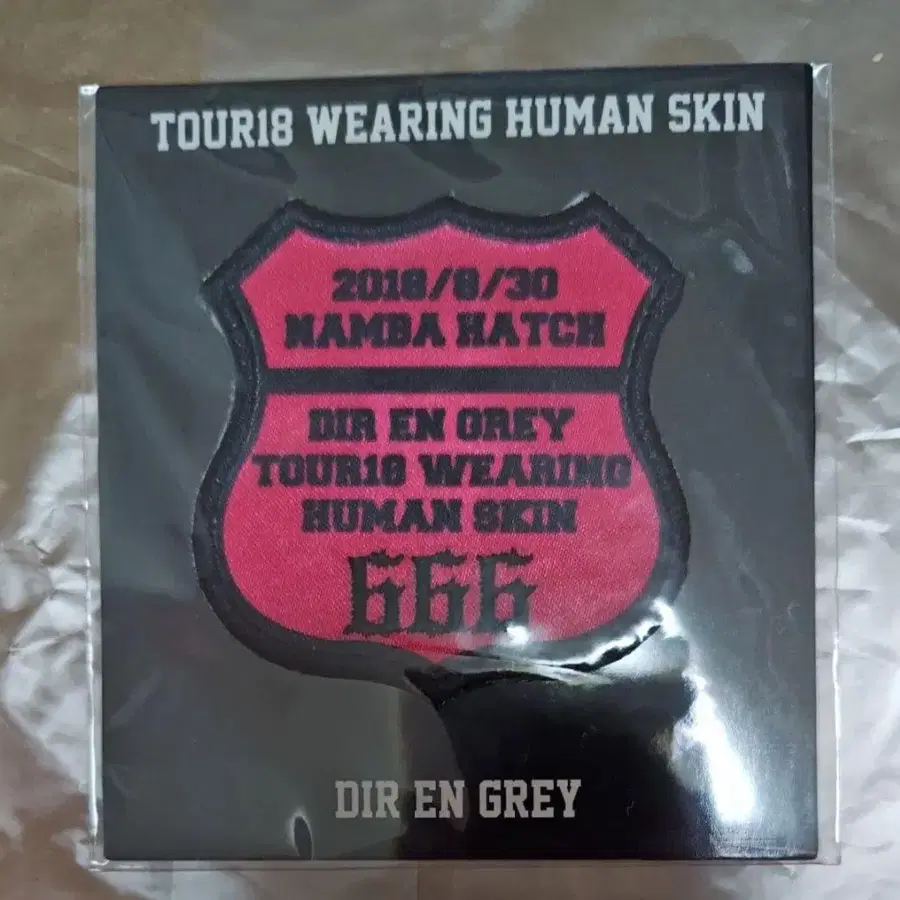 TOUR18 WEARING HUMAN SKIN
2018/8/30
NAMBA HATCH
DIR EN GREY
TOUR18 WEARING
HUMAN SKIN
666
DIR EN GREY